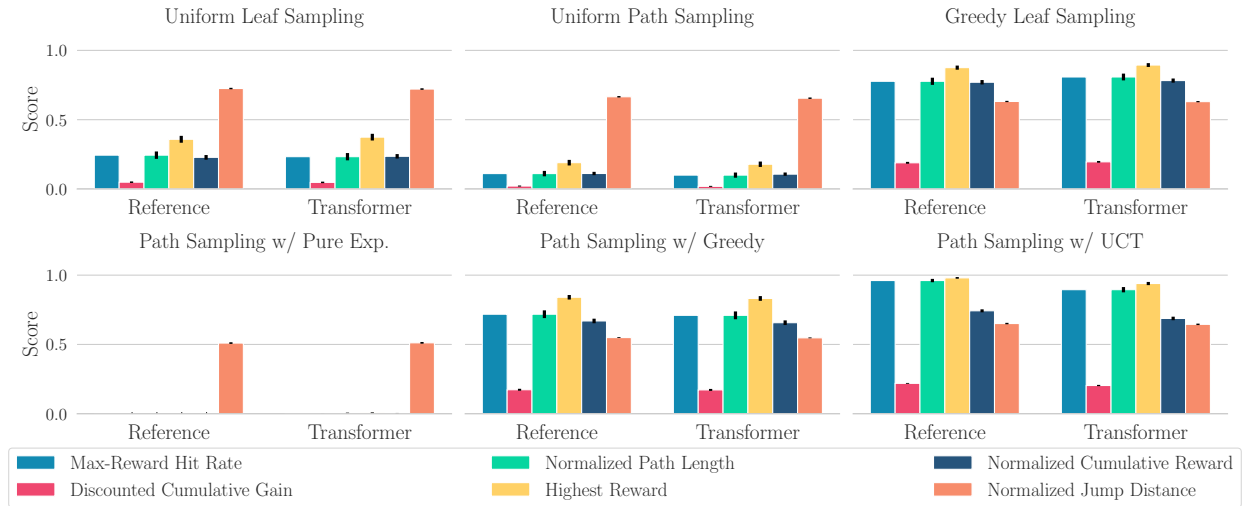 Uniform Leaf Sampling
Uniform Path Sampling
Greedy Leaf Sampling
1.0
0.5
0.0
Score
Reference
Transformer
Reference
Transformer
Reference
Transformer
Path Sampling w/ Pure Exp.
Path Sampling w/ Greedy
Path Sampling w/ UCT
1.0
0.5
0.0
Score
Reference
Transformer
Reference
Transformer
Reference
Transformer
Max-Reward Hit Rate
Normalized Path Length
Normalized Cumulative Reward
Discounted Cumulative Gain
Highest Reward
Normalized Jump Distance